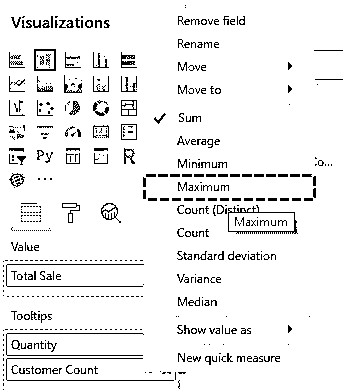 Visualizations
Py
R
...
Value
Total Sale
Tooltips
Quantity
Customer Count
Remove field
Rename
Move
Move to
Sum
Average
Minimum
Maximum
Count (Distinct)
Maximum
Count
Standard deviation
Variance
Median
Show value as
New quick measure
Co...